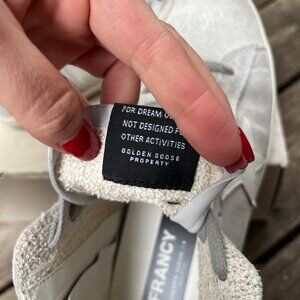 FOR DREAM
NOT DESIGNED
OTHER ACTIVITIES
GOLDEN GOOSE
PROPERTY
FRANCY